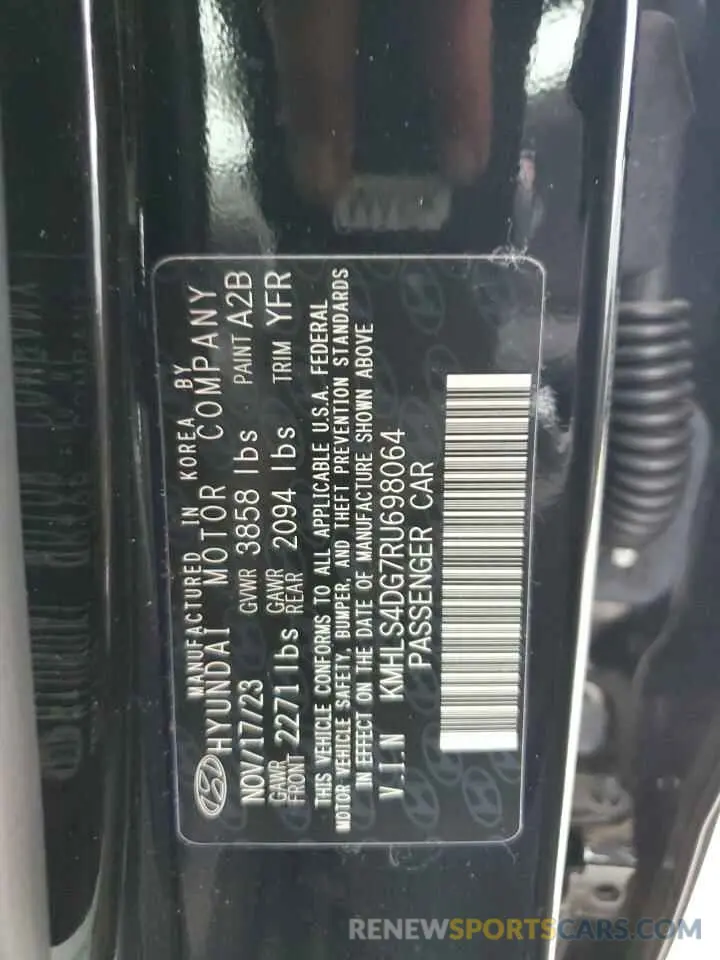 MANUFACTURED IN KOREA BY
HYUNDAI MOTOR COMPANY
NOV/17/23 GVWR 3858 lbs PAINT A2B
GAWR FRONT 2271 lbs GAWR REAR 2094 lbs TRIM YFR
THIS VEHICLE CONFORMS TO ALL APPLICABLE U.S.A. FEDERAL
MOTOR VEHICLE SAFETY, BUMPER, AND THEFT PREVENTION STANDARDS
IN EFFECT ON THE DATE OF MANUFACTURE SHOWN ABOVE
V.I.N KMHLS4DG7RU698064
PASSENGER CAR
RENEWSPORTSCARS.COM